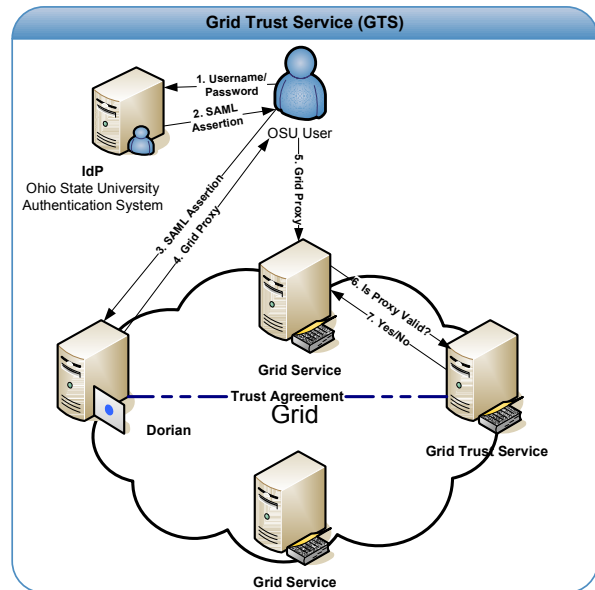 Grid Trust Service (GTS)
1. Username/
Password
2. SAML
Assertion
OSU User
IdP
Ohio State University
Authentication System
3. SAML Assertion
4. Grid Proxy
5. Grid Proxy
6. Is Proxy Valid?
7. Yes/No
Grid Service
Trust Agreement
Grid
Dorian
Grid Trust Service
Grid Service